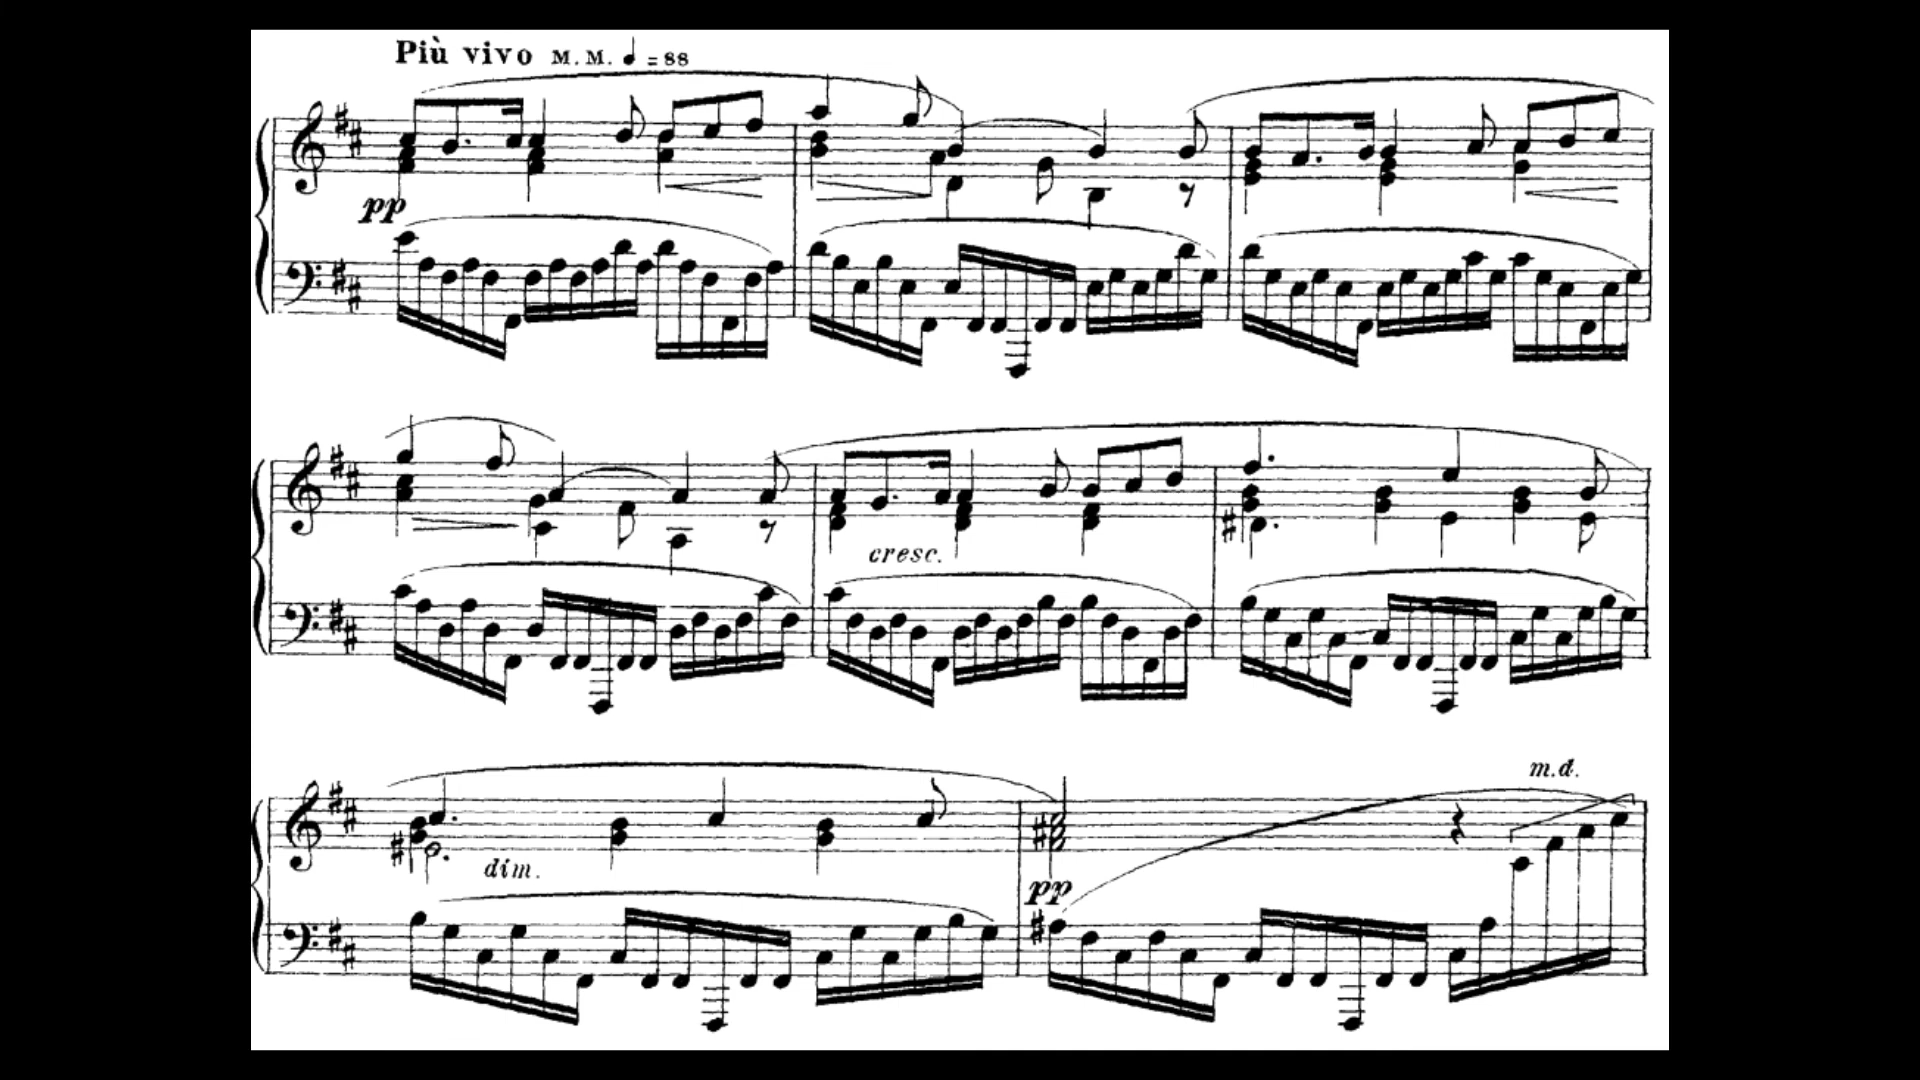 Più vivo M. M. ♩ = 88
pp
cresc.
m.d.
dim.
pp